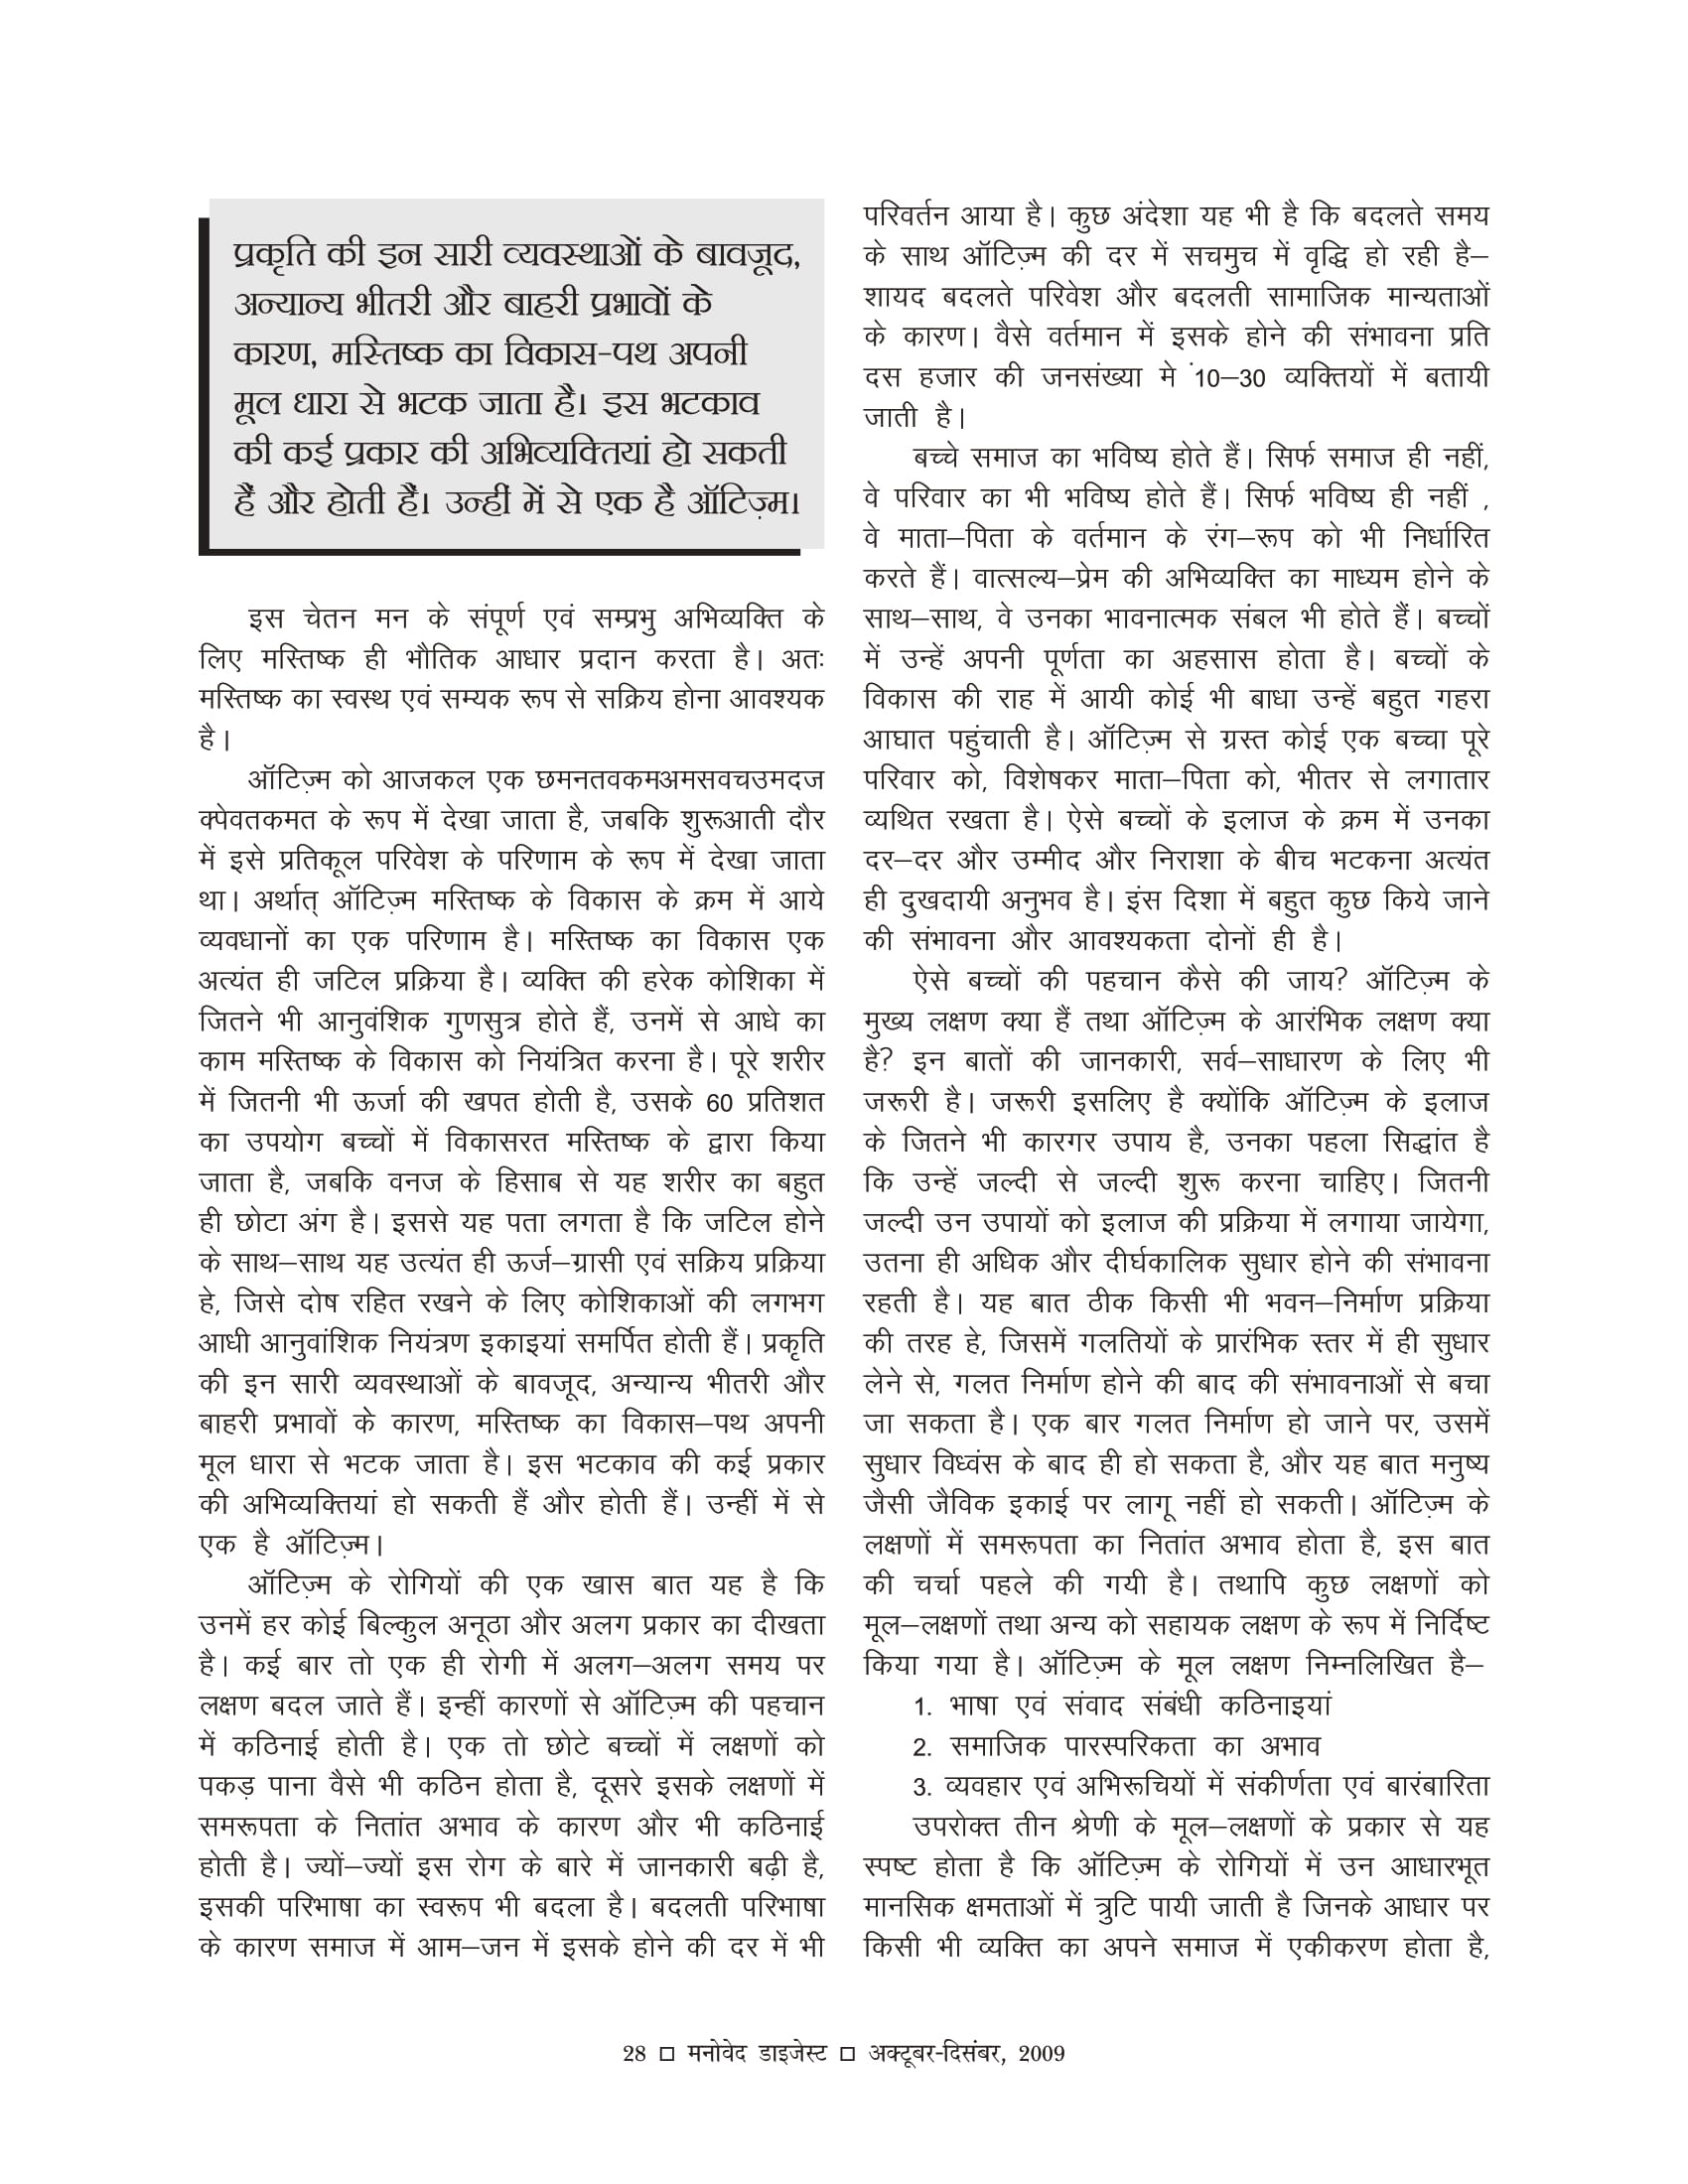 प्रकृति की इन सारी व्यवस्थाओं के बावजूद,
अन्यान्य भीतरी और बाहरी प्रभावों के
कारण, मस्तिष्क का विकास-पथ अपनी
मूल धारा से भटक जाता है। इस भटकाव
की कई प्रकार की अभिव्यक्तियां हो सकती
हैं और होती हैं। उन्हीं में से एक है ऑटिज़्म।
इस चेतन मन के संपूर्ण एवं सम्प्रभु अभिव्यक्ति के
लिए मस्तिष्क ही भौतिक आधार प्रदान करता है। अतः
मस्तिष्क का स्वस्थ एवं सम्यक रूप से सक्रिय होना आवश्यक
है।
ऑटिज़्म को आजकल एक छमनतवकमअमसवचउमदज
क्पेवतकमत के रूप में देखा जाता है, जबकि शुरूआती दौर
में इसे प्रतिकूल परिवेश के परिणाम के रूप में देखा जाता
था। अर्थात् ऑटिज़्म मस्तिष्क के विकास के क्रम में आये
व्यवधानों का एक परिणाम है। मस्तिष्क का विकास एक
अत्यंत ही जटिल प्रक्रिया है। व्यक्ति की हरेक कोशिका में
जितने भी आनुवंशिक गुणसुत्र होते हैं, उनमें से आधे का
काम मस्तिष्क के विकास को नियंत्रित करना है। पूरे शरीर
में जितनी भी ऊर्जा की खपत होती है, उसके 60 प्रतिशत
का उपयोग बच्चों में विकासरत मस्तिष्क के द्वारा किया
जाता है, जबकि वनज के हिसाब से यह शरीर का बहुत
ही छोटा अंग है। इससे यह पता लगता है कि जटिल होने
के साथ–साथ यह उत्यंत ही ऊर्ज–ग्रासी एवं सक्रिय प्रक्रिया
हे, जिसे दोष रहित रखने के लिए कोशिकाओं की लगभग
आधी आनुवांशिक नियंत्रण इकाइयां समर्पित होती हैं। प्रकृति
की इन सारी व्यवस्थाओं के बावजूद, अन्यान्य भीतरी और
बाहरी प्रभावों के कारण, मस्तिष्क का विकास–पथ अपनी
मूल धारा से भटक जाता है। इस भटकाव की कई प्रकार
की अभिव्यक्तियां हो सकती हैं और होती हैं। उन्हीं में से
एक है ऑटिज़्म।
ऑटिज़्म के रोगियों की एक खास बात यह है कि
उनमें हर कोई बिल्कुल अनूठा और अलग प्रकार का दीखता
है। कई बार तो एक ही रोगी में अलग–अलग समय पर
लक्षण बदल जाते हैं। इन्हीं कारणों से ऑटिज़्म की पहचान
में कठिनाई होती है। एक तो छोटे बच्चों में लक्षणों को
पकड़ पाना वैसे भी कठिन होता है, दूसरे इसके लक्षणों में
समरूपता के नितांत अभाव के कारण और भी कठिनाई
होती है। ज्यों–ज्यों इस रोग के बारे में जानकारी बढ़ी है,
इसकी परिभाषा का स्वरूप भी बदला है। बदलती परिभाषा
के कारण समाज में आम–जन में इसके होने की दर में भी
परिवर्तन आया है। कुछ अंदेशा यह भी है कि बदलते समय
के साथ ऑटिज़्म की दर में सचमुच में वृद्धि हो रही है–
शायद बदलते परिवेश और बदलती सामाजिक मान्यताओं
के कारण। वैसे वर्तमान में इसके होने की संभावना प्रति
दस हजार की जनसंख्या मे ं10–30 व्यक्तियों में बतायी
जाती है।
बच्चे समाज का भविष्य होते हैं। सिर्फ समाज ही नहीं,
वे परिवार का भी भविष्य होते हैं। सिर्फ भविष्य ही नहीं ,
वे माता–पिता के वर्तमान के रंग–रूप को भी निर्धारित
करते हैं। वात्सल्य–प्रेम की अभिव्यक्ति का माध्यम होने के
साथ–साथ, वे उनका भावनात्मक संबल भी होते हैं। बच्चों
में उन्हें अपनी पूर्णता का अहसास होता है। बच्चों के
विकास की राह में आयी कोई भी बाधा उन्हें बहुत गहरा
आघात पहुंचाती है। ऑटिज़्म से ग्रस्त कोई एक बच्चा पूरे
परिवार को, विशेषकर माता–पिता को, भीतर से लगातार
व्यथित रखता है। ऐसे बच्चों के इलाज के क्रम में उनका
दर–दर और उम्मीद और निराशा के बीच भटकना अत्यंत
ही दुखदायी अनुभव है। इंस दिशा में बहुत कुछ किये जाने
की संभावना और आवश्यकता दोनों ही है।
ऐसे बच्चों की पहचान कैसे की जाय? ऑटिज़्म के
मुख्य लक्षण क्या हैं तथा ऑटिज़्म के आरंभिक लक्षण क्या
है? इन बातों की जानकारी, सर्व–साधारण के लिए भी
जरूरी है। जरूरी इसलिए है क्योंकि ऑटिज़्म के इलाज
के जितने भी कारगर उपाय है, उनका पहला सिद्धांत है
कि उन्हें जल्दी से जल्दी शुरू करना चाहिए। जितनी
जल्दी उन उपायों को इलाज की प्रक्रिया में लगाया जायेगा,
उतना ही अधिक और दीर्घकालिक सुधार होने की संभावना
रहती है। यह बात ठीक किसी भी भवन–निर्माण प्रक्रिया
की तरह हे, जिसमें गलतियों के प्रारंभिक स्तर में ही सुधार
लेने से, गलत निर्माण होने की बाद की संभावनाओं से बचा
जा सकता है। एक बार गलत निर्माण हो जाने पर, उसमें
सुधार विध्वंस के बाद ही हो सकता है, और यह बात मनुष्य
जैसी जैविक इकाई पर लागू नहीं हो सकती। ऑटिज़्म के
लक्षणों में समरूपता का नितांत अभाव होता है, इस बात
की चर्चा पहले की गयी है। तथापि कुछ लक्षणों को
मूल–लक्षणों तथा अन्य को सहायक लक्षण के रूप में निर्दिष्ट
किया गया है। ऑटिज़्म के मूल लक्षण निम्नलिखित है–
1. भाषा एवं संवाद संबंधी कठिनाइयां
2. समाजिक पारस्परिकता का अभाव
3. व्यवहार एवं अभिरूचियों में संकीर्णता एवं बारंबारिता
उपरोक्त तीन श्रेणी के मूल–लक्षणों के प्रकार से यह
स्पष्ट होता है कि ऑटिज़्म के रोगियों में उन आधारभूत
मानसिक क्षमताओं में त्रुटि पायी जाती है जिनके आधार पर
किसी भी व्यक्ति का अपने समाज में एकीकरण होता है,
28 □ मनोवेद डाइजेस्ट □ अक्टूबर-दिसंबर, 2009